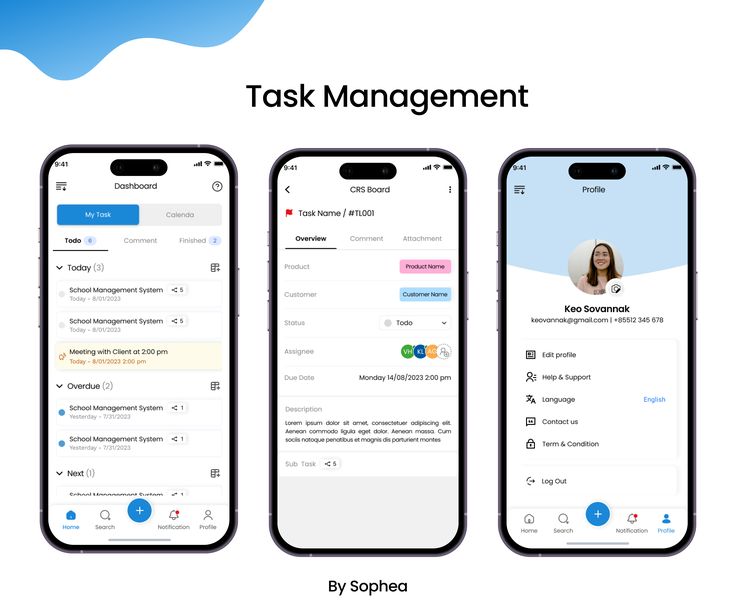 Task Management
9:41
Dashboard
My Task
Calenda
Todo 6
Comment
Finished 2
Today (3)
School Management System 5
Today - 8/01/2023
School Management System 5
Today - 8/01/2023
Meeting with Client at 2:00 pm
Today - 8/01/2023 2:00 pm
Overdue (2)
School Management System 1
Yesterday - 7/31/2023
School Management System 1
Yesterday - 7/31/2023
Next (1)
School Management System 1
Home
Search
+
Notification
Profile
9:41
CRS Board
Task Name / #TL001
Overview
Comment
Attachment
Product
Product Name
Customer
Customer Name
Status
Todo
Assignee
VH KL AG
Due Date
Monday 14/08/2023 2:00 pm
Description
Lorem ipsum dolor sit amet, consectetuer adipiscing elit.
Aenean commodo ligula eget dolor. Aenean massa. Cum
sociis natoque penatibus et magnis dis parturient montes
Sub Task 5
9:41
Profile
Keo Sovannak
keovannak@gmail.com | +85512 345 678
Edit profile
Help & Support
Language
English
Contact us
Term & Condition
Log Out
Home
Search
+
Notification
Profile
By Sophea